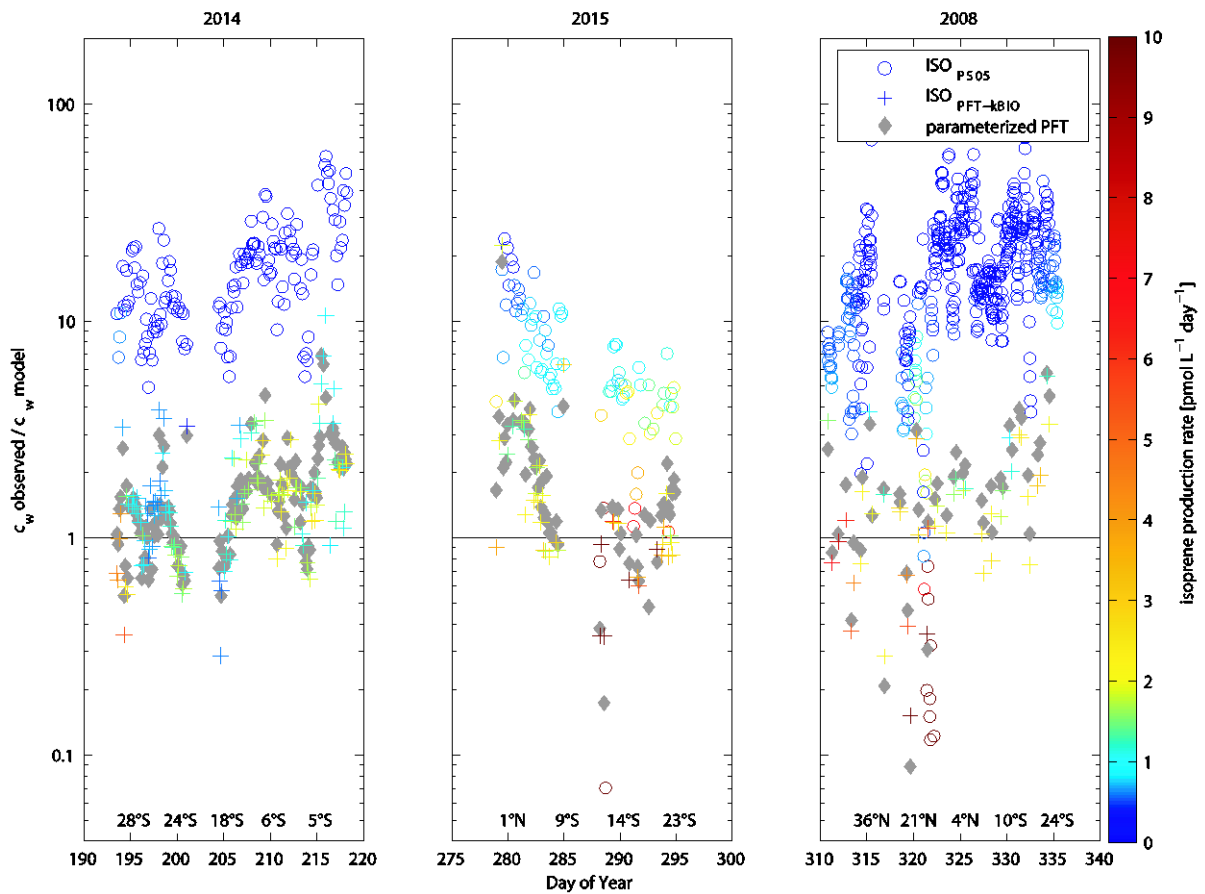 2014 2015 2008
ISO PS05
ISO PFT-kBIO
parameterized PFT
c w observed / c w model
100
10
1
0.1
28°S 24°S 18°S 6°S 5°S
1°N 9°S 14°S 23°S
36°N 21°N 4°N 10°S 24°S
190 195 200 205 210 215 220
275 280 285 290 295 300
310 315 320 325 330 335 340
Day of Year
10
9
8
7
6
5
4
3
2
1
0
isoprene production rate [pmol L⁻¹ day⁻¹]